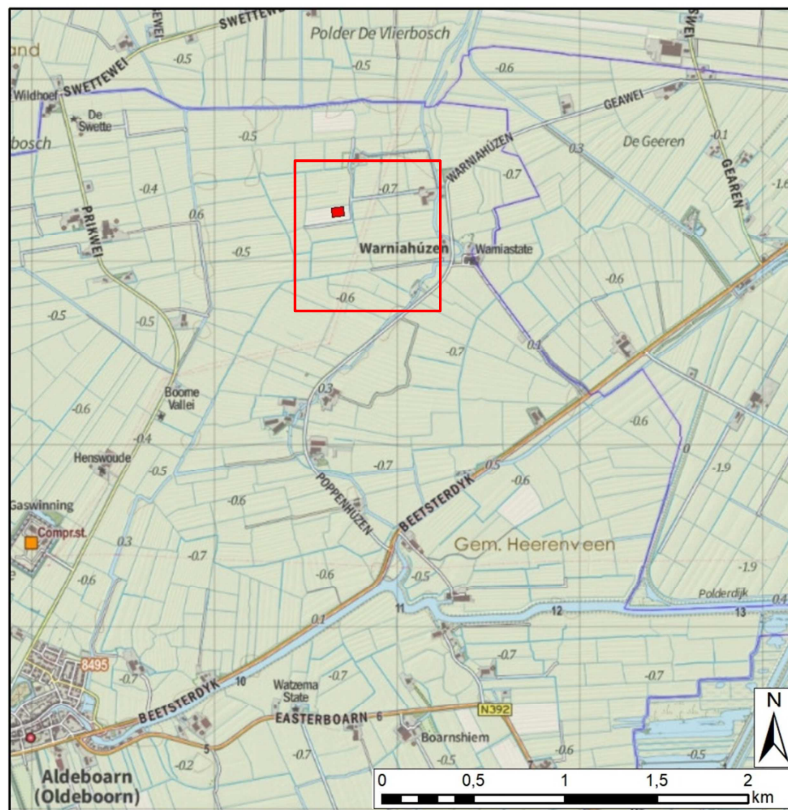 SWETTEWEI
Polder De Vlierbosch
SWETTEWEI
-0.5
-0.6
Wildhoef
De
Swette
bosch
GEAWEI
De Geeren
-0.5
0.3
-0.1
GEAREN
WARNIAHÚZEN
-0.7
-0.7
-0.4
PRIKWEI
0.6
-0.5
Warniahúzen
Warniastate
-0.6
-0.6
-0.5
-0.5
-0.7
0.1
Boorne
Vallei
0.3
-0.6
-0.4
Henswoude
-0.5
-0.6
-0.7
0.5
-0.6
0
-1.9
POPPENHÚZEN
BEETSTERDYK
Gaswinning
Compr.st.
Gem. Heerenveen
-0.3
-0.7
-0.6
-0.6
-0.5
-1.9
Polderdijk
0.4
0.1
11
12
13
8495
-0.7
-0.7
-0.7
BEETSTERDYK
10
Watzema
State
EASTERBOARN
6
N392
5
Boarnshiem
7
-0.2
-0.6
-0.5
Aldeboarn
(Oldeboorn)
N
0 0,5 1 1,5 2
km